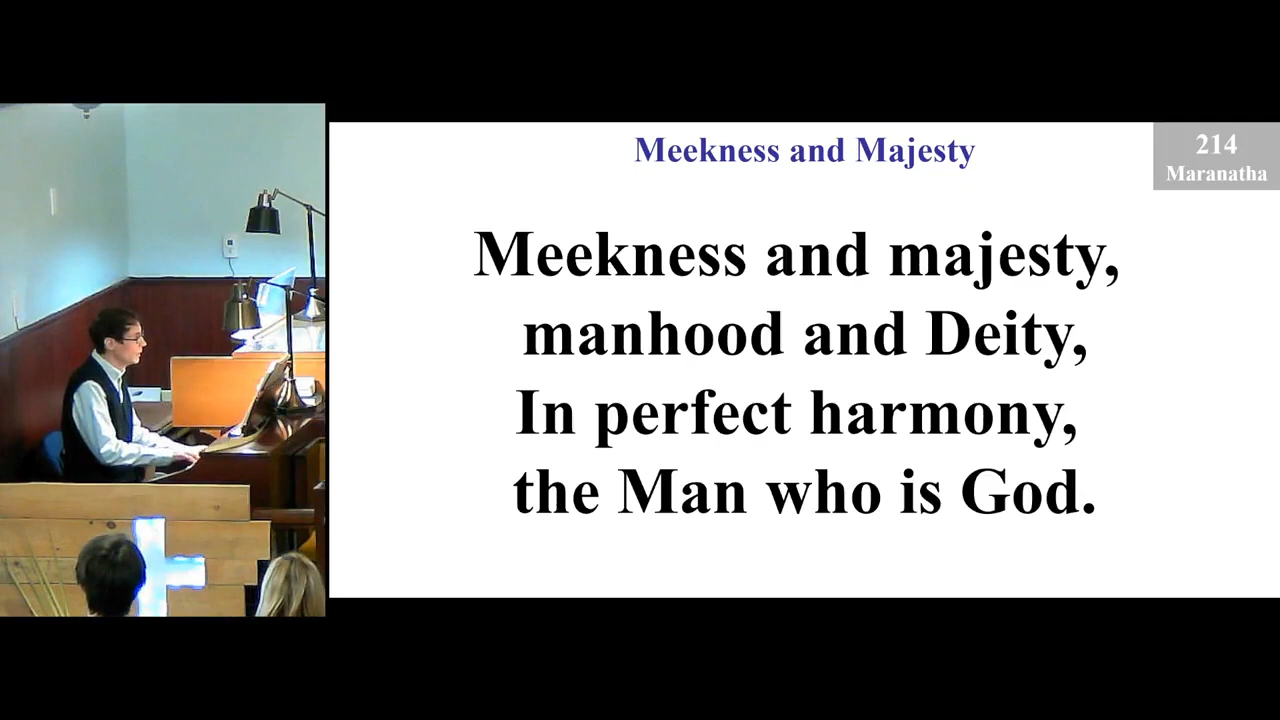 Meekness and Majesty
214
Maranatha
Meekness and majesty,
manhood and Deity,
In perfect harmony,
the Man who is God.